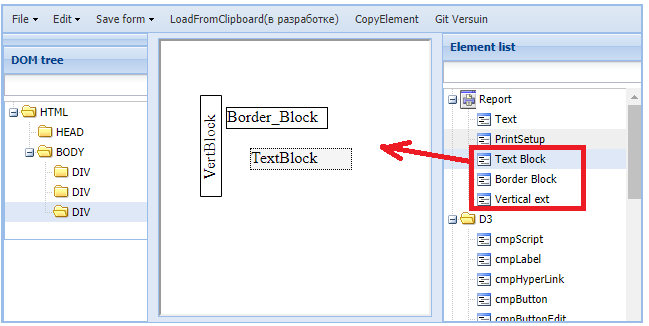 File Edit Save form LoadFromClipboard(в разработке) CopyElement Git Versuin
DOM tree
HTML
HEAD
BODY
DIV
DIV
DIV
VertBlock
Border_Block
TextBlock
Element list
Report
Text
PrintSetup
Text Block
Border Block
Vertical ext
D3
cmpScript
cmpLabel
cmpHyperLink
cmpButton
cmpButtonEdit